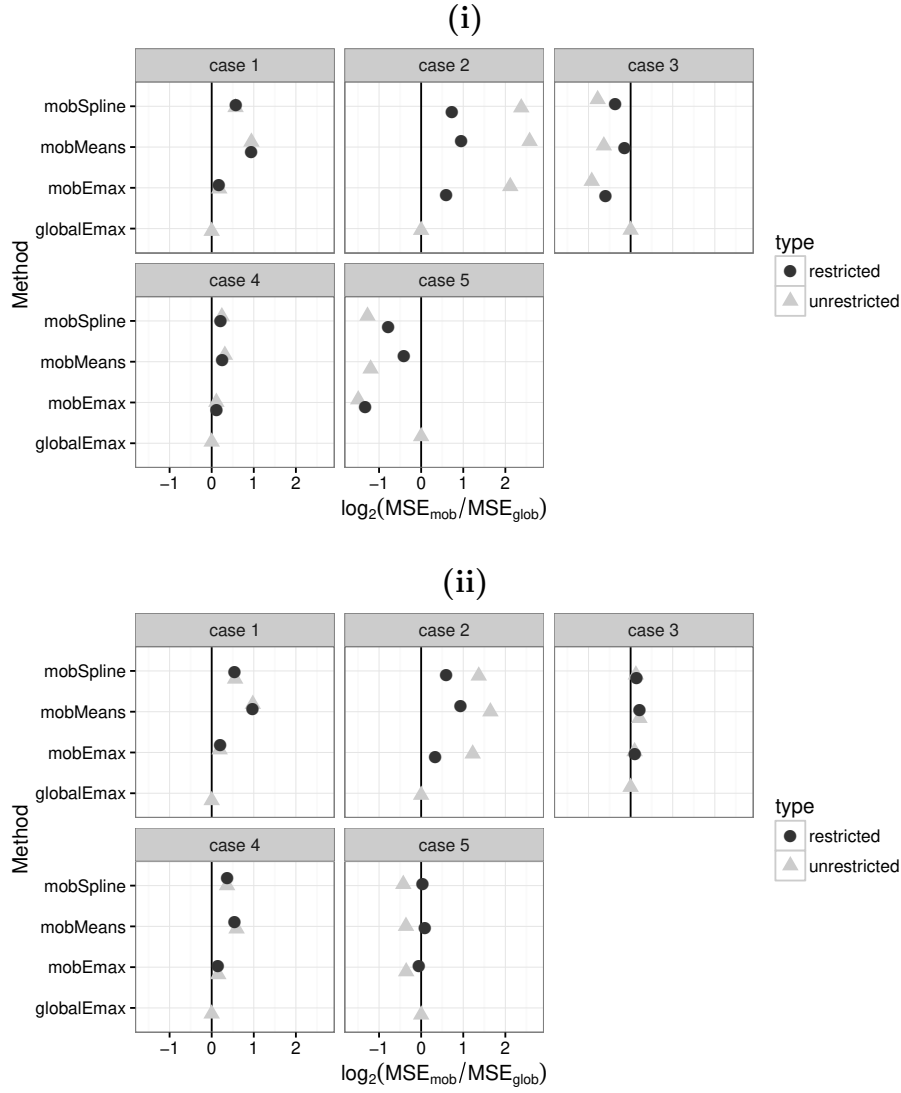 (i)
case 1
case 2
case 3
mobSpline
mobMeans
mobEmax
globalEmax
case 4
case 5
mobSpline
mobMeans
mobEmax
globalEmax
−1 0 1 2
−1 0 1 2
log2(MSEmob/MSEglob)
Method
type
restricted
unrestricted
(ii)
case 1
case 2
case 3
mobSpline
mobMeans
mobEmax
globalEmax
case 4
case 5
mobSpline
mobMeans
mobEmax
globalEmax
−1 0 1 2
−1 0 1 2
log2(MSEmob/MSEglob)
Method
type
restricted
unrestricted